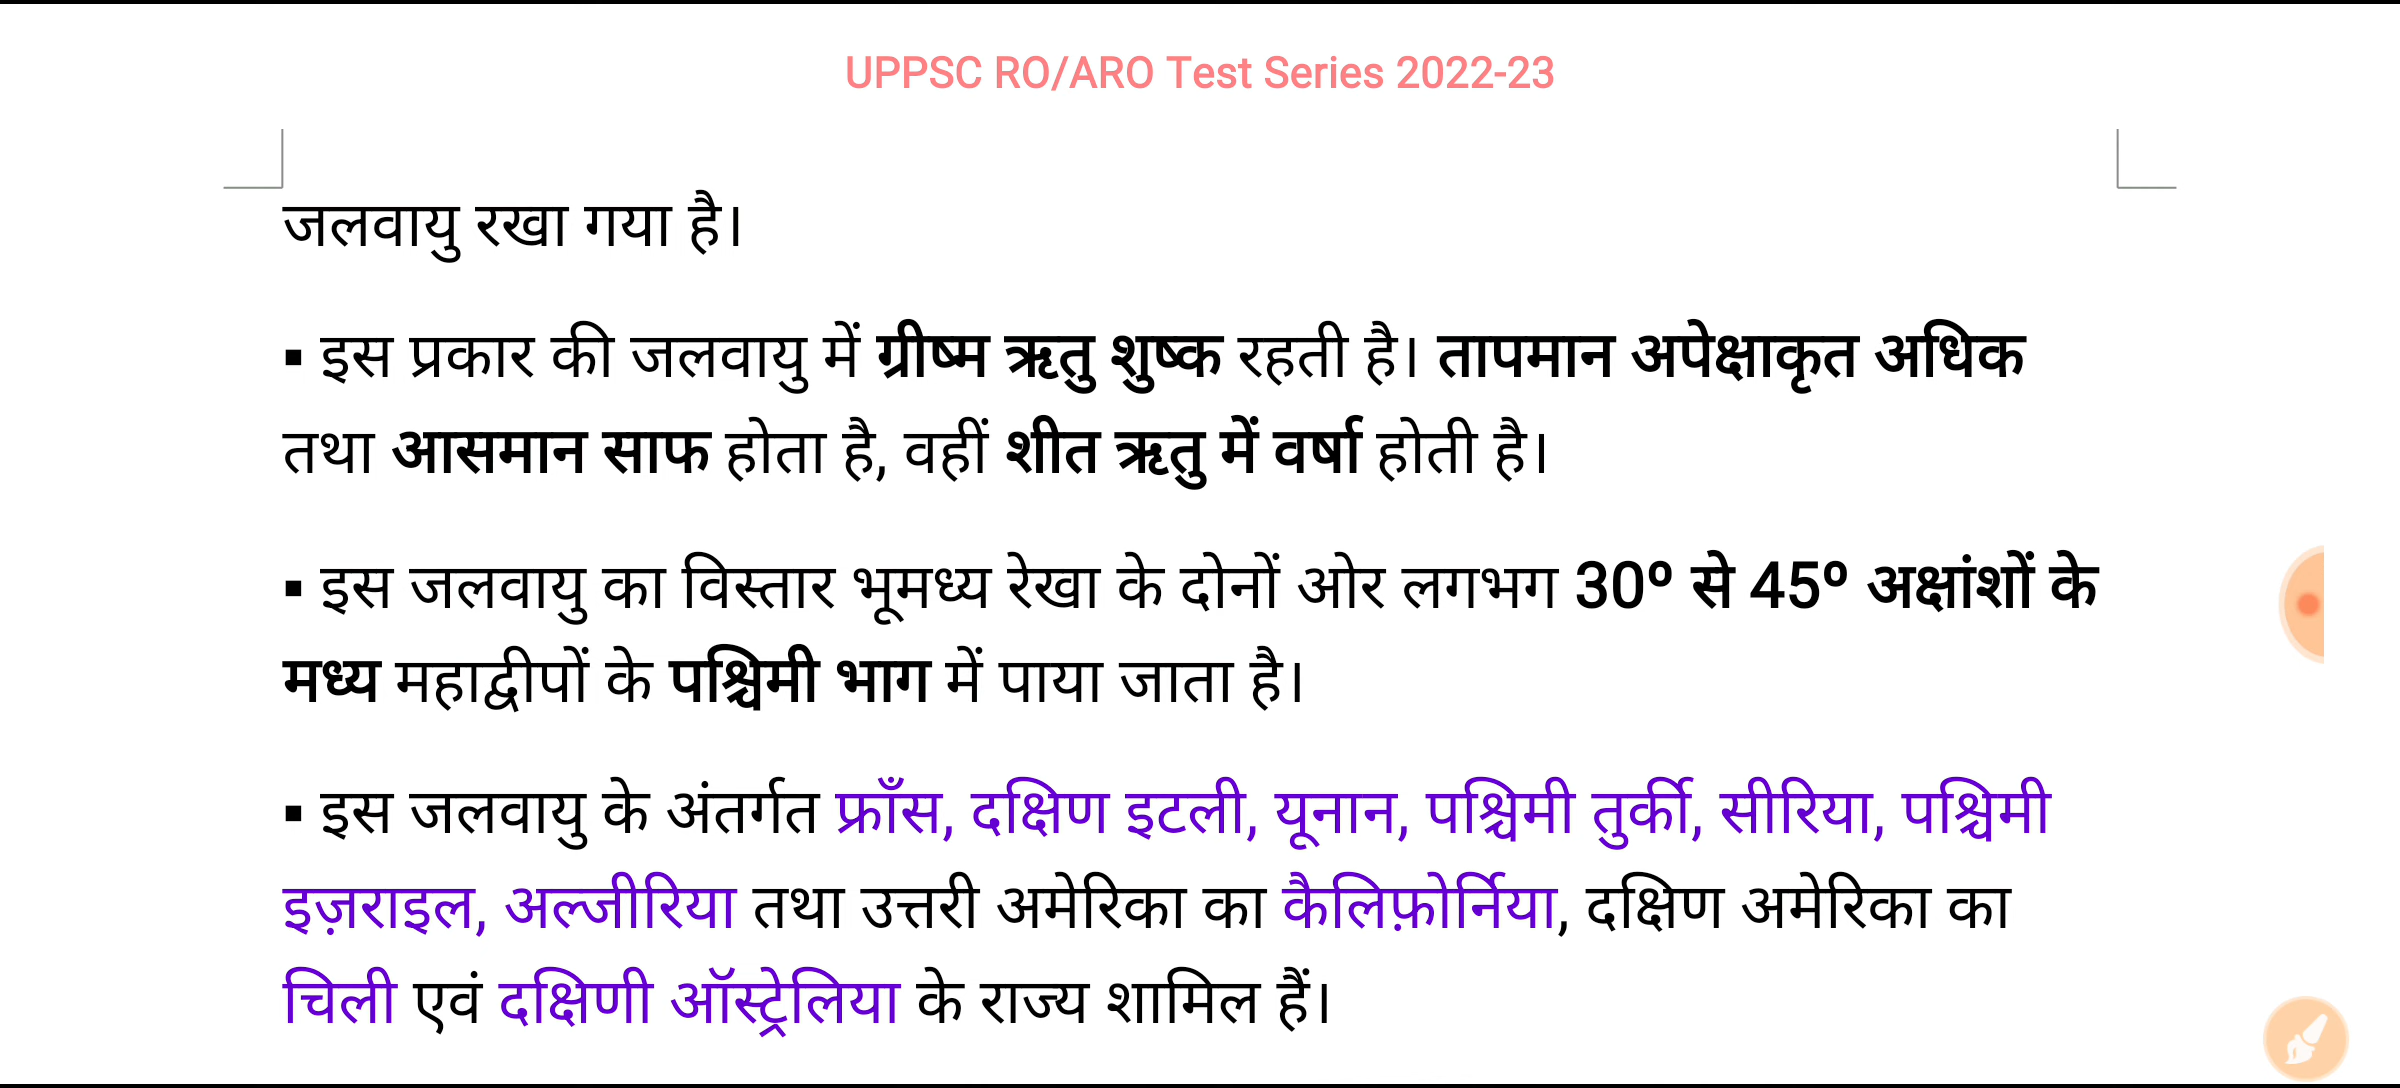 UPPSC RO/ARO Test Series 2022-23
जलवायु रखा गया है।
▪ इस प्रकार की जलवायु में ग्रीष्म ऋतु शुष्क रहती है। तापमान अपेक्षाकृत अधिक
तथा आसमान साफ होता है, वहीं शीत ऋतु में वर्षा होती है।
▪ इस जलवायु का विस्तार भूमध्य रेखा के दोनों ओर लगभग 30º से 45º अक्षांशों के
मध्य महाद्वीपों के पश्चिमी भाग में पाया जाता है।
▪ इस जलवायु के अंतर्गत फ्राँस, दक्षिण इटली, यूनान, पश्चिमी तुर्की, सीरिया, पश्चिमी
इज़राइल, अल्जीरिया तथा उत्तरी अमेरिका का कैलिफ़ोर्निया, दक्षिण अमेरिका का
चिली एवं दक्षिणी ऑस्ट्रेलिया के राज्य शामिल हैं।